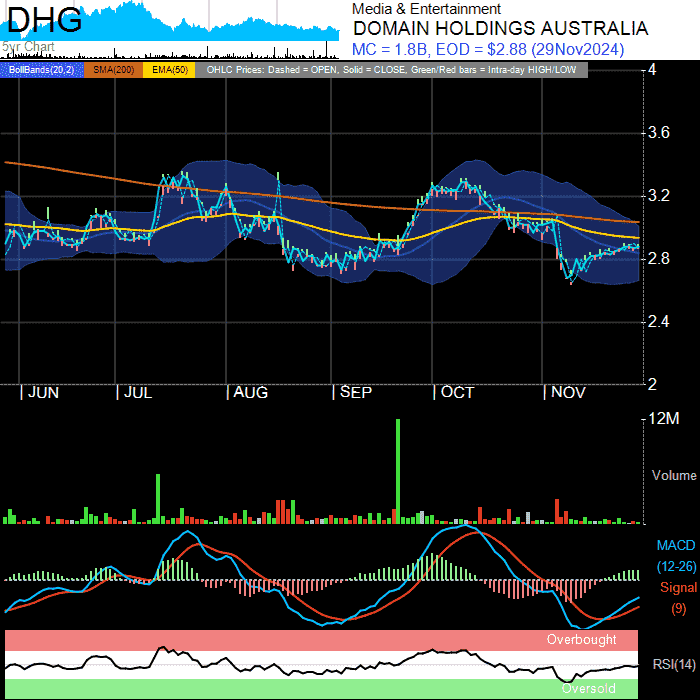 DHG
5yr Chart
Media & Entertainment
DOMAIN HOLDINGS AUSTRALIA
MC = 1.8B, EOD = $2.88 (29Nov2024)
BollBands(20,2) SMA(200) EMA(50) OHLC Prices: Dashed = OPEN, Solid = CLOSE, Green/Red bars = Intra-day HIGH/LOW
4
3.6
3.2
2.8
2.4
2
| JUN | JUL | AUG | SEP | OCT | NOV
12M
Volume
MACD
(12-26)
Signal
(9)
Overbought
RSI(14)
Oversold